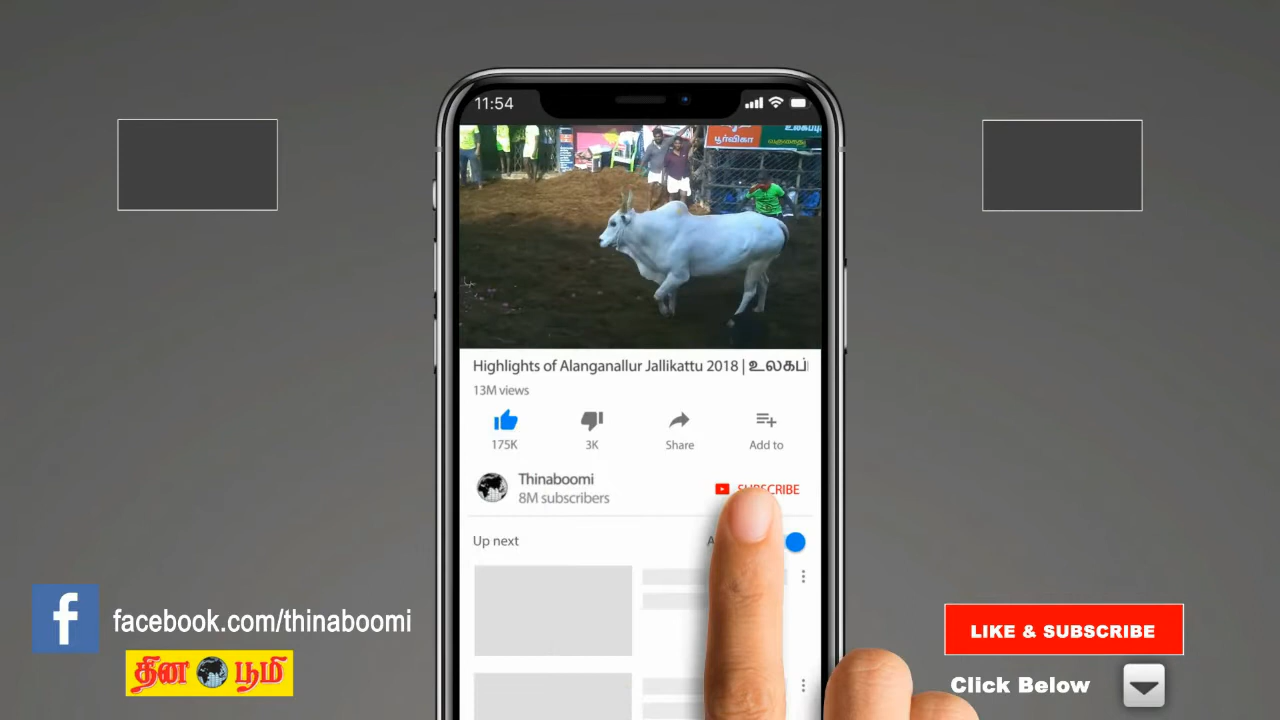 11:54
பூர்விகா
Highlights of Alanganallur Jallikattu 2018 | உலகப்
13M views
175K
3K
Share
Add to
Thinaboomi
8M subscribers
SUBSCRIBE
Up next
facebook.com/thinaboomi
தின பூமி
LIKE & SUBSCRIBE
Click Below